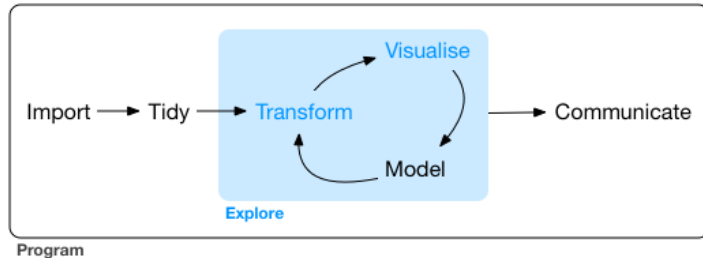 Visualise
Import Tidy Transform Communicate
Model
Explore
Program